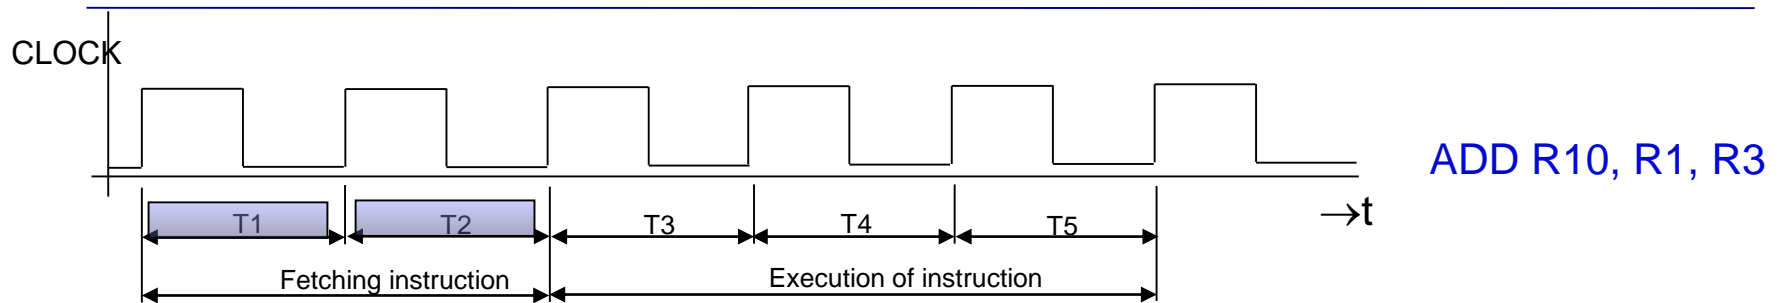 CLOCK
ADD R10, R1, R3
T1 T2 T3 T4 T5
→t
Fetching instruction Execution of instruction